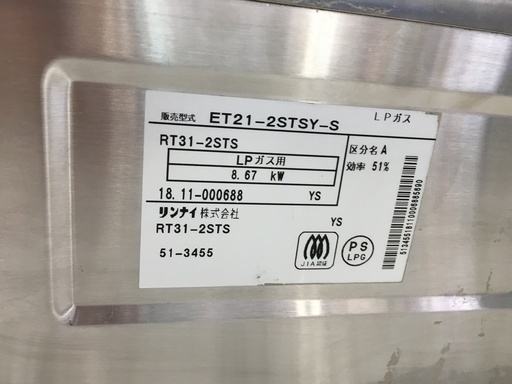 販売型式 ET21-2STSY-S LPガス
RT31-2STS
LPガス用
8.67 kW
区分名 A
効率 51%
18.11-000688 YS
リンナイ株式会社
RT31-2STS YS
51-3455
JIA認証
PS
LPG